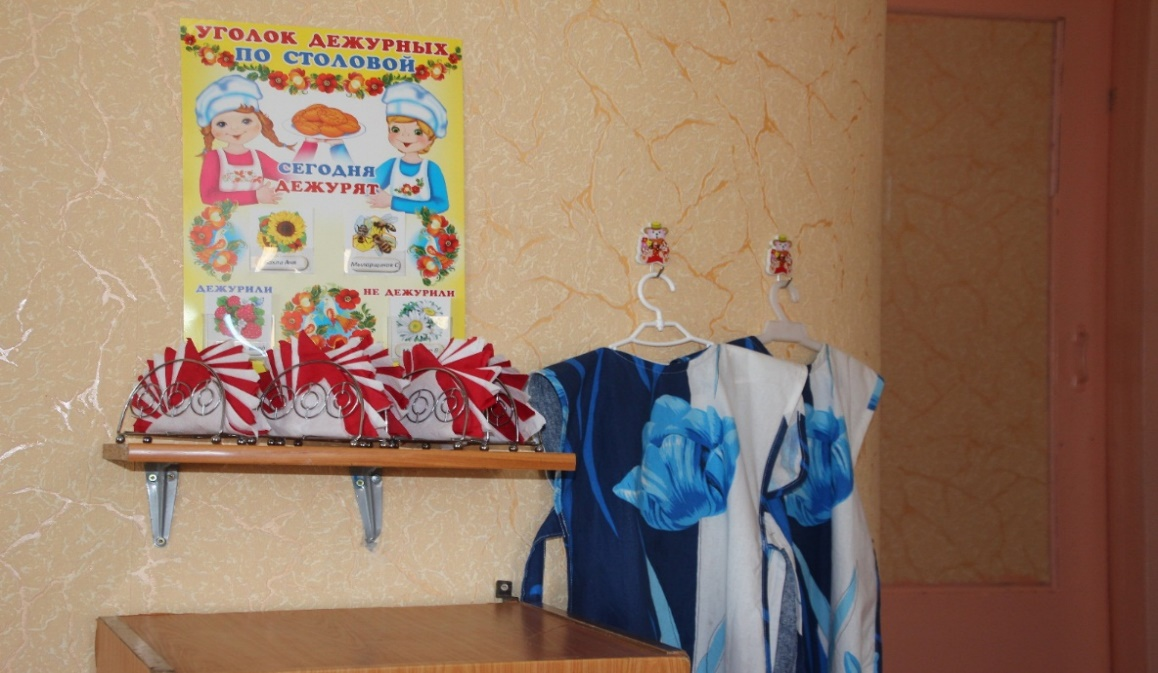 УГОЛОК ДЕЖУРНЫХ
ПО СТОЛОВОЙ
СЕГОДНЯ
ДЕЖУРЯТ
ДЕЖУРИЛИ
НЕ ДЕЖУРИЛИ